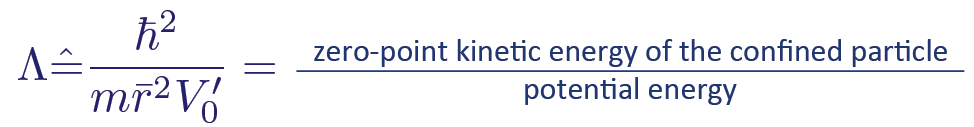 Λ ≙ ħ² / (m r̄² V₀′) = zero-point kinetic energy of the confined particle / potential energy